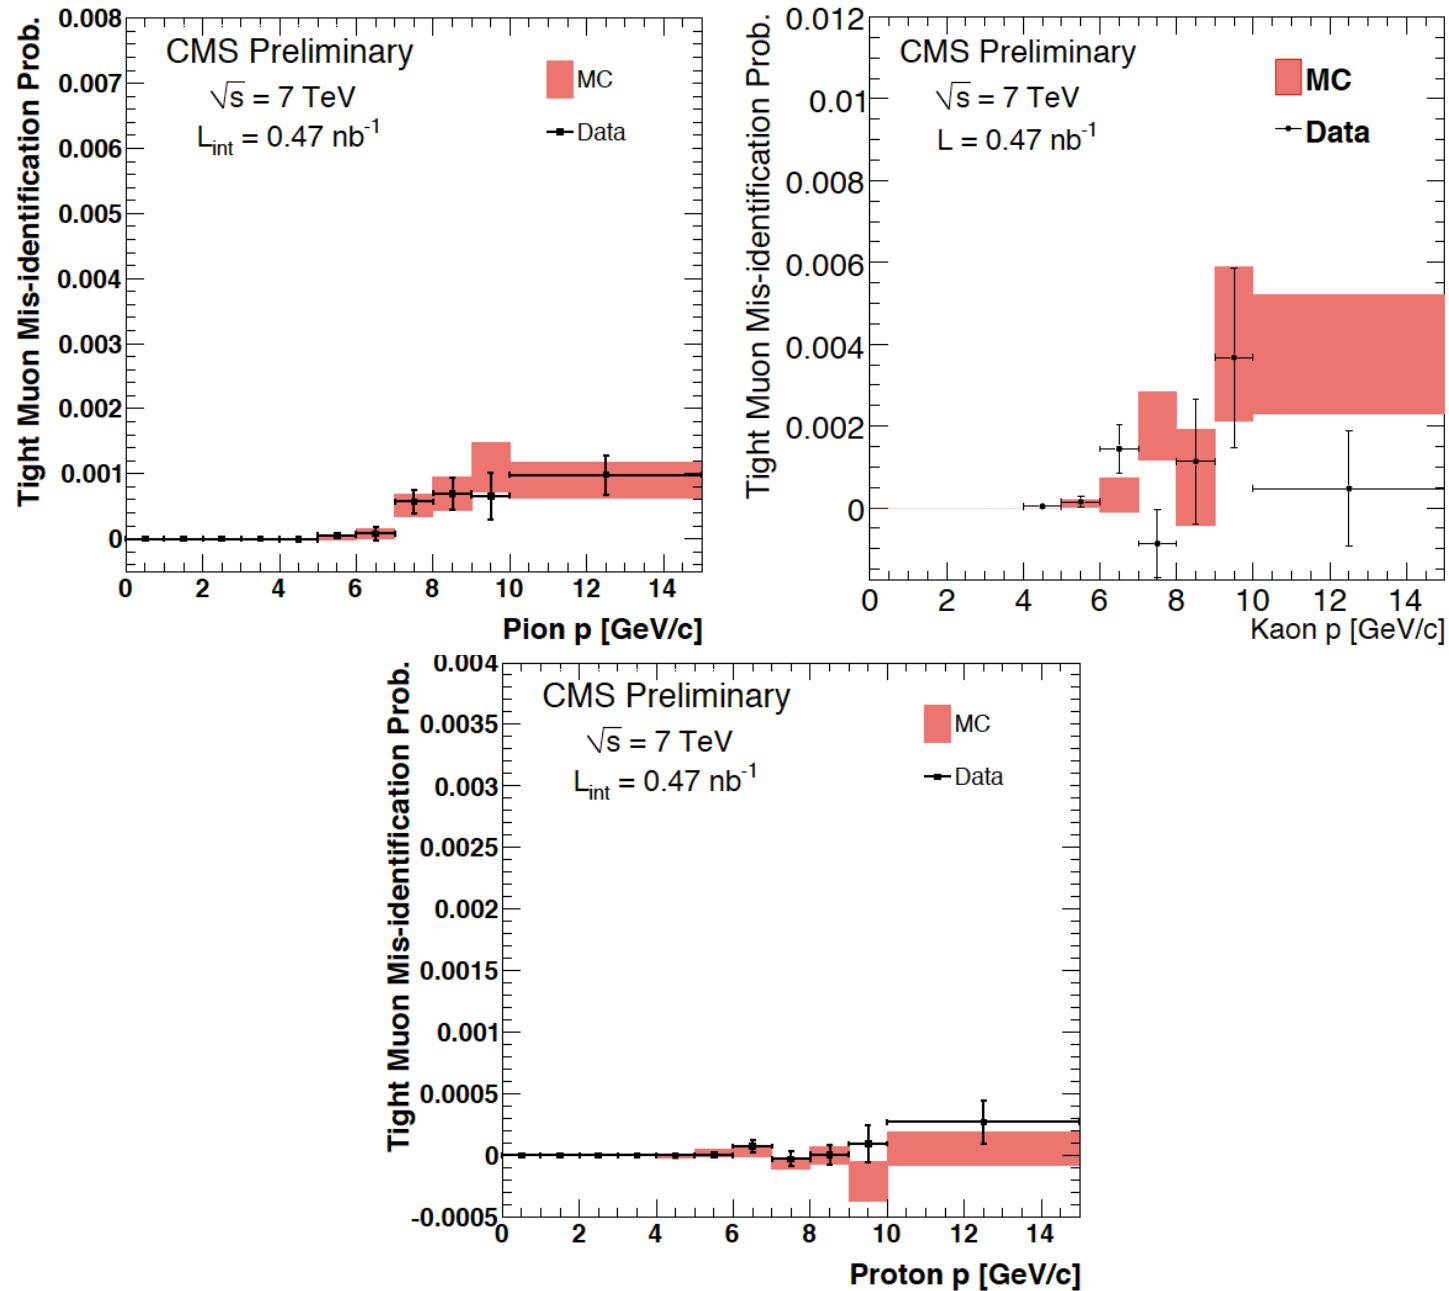 Tight Muon Mis-identification Prob.
0.008
0.007
0.006
0.005
0.004
0.003
0.002
0.001
0
CMS Preliminary
√s = 7 TeV
L_int = 0.47 nb^-1
MC
Data
0 2 4 6 8 10 12 14
Pion p [GeV/c]
Tight Muon Mis-identification Prob.
0.012
0.01
0.008
0.006
0.004
0.002
0
CMS Preliminary
√s = 7 TeV
L = 0.47 nb^-1
MC
Data
0 2 4 6 8 10 12 14
Kaon p [GeV/c]
Tight Muon Mis-identification Prob.
0.004
0.0035
0.003
0.0025
0.002
0.0015
0.001
0.0005
0
-0.0005
CMS Preliminary
√s = 7 TeV
L_int = 0.47 nb^-1
MC
Data
0 2 4 6 8 10 12 14
Proton p [GeV/c]